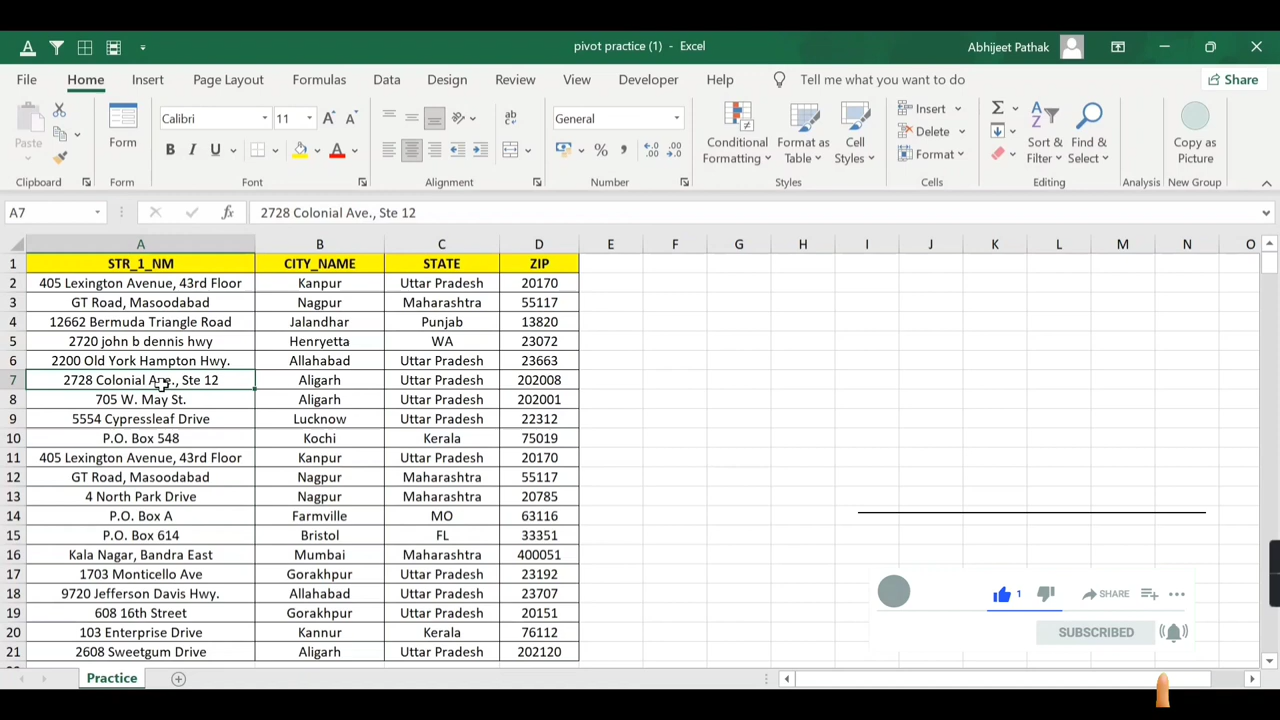 pivot practice (1) - Excel
Abhijeet Pathak
File Home Insert Page Layout Formulas Data Design Review View Developer Help Tell me what you want to do Share
Paste
Clipboard
Form
Form
Calibri 11
B I U
Font
Alignment
General
Number
Conditional Formatting
Format as Table
Cell Styles
Styles
Insert
Delete
Format
Cells
Sort & Filter
Find & Select
Editing
Analysis
Copy as Picture
New Group
A7 fx 2728 Colonial Ave., Ste 12
A B C D E F G H I J K L M N O
1 STR_1_NM CITY_NAME STATE ZIP
2 405 Lexington Avenue, 43rd Floor Kanpur Uttar Pradesh 20170
3 GT Road, Masoodabad Nagpur Maharashtra 55117
4 12662 Bermuda Triangle Road Jalandhar Punjab 13820
5 2720 john b dennis hwy Henryetta WA 23072
6 2200 Old York Hampton Hwy. Allahabad Uttar Pradesh 23663
7 2728 Colonial Ave., Ste 12 Aligarh Uttar Pradesh 202008
8 705 W. May St. Aligarh Uttar Pradesh 202001
9 5554 Cypressleaf Drive Lucknow Uttar Pradesh 22312
10 P.O. Box 548 Kochi Kerala 75019
11 405 Lexington Avenue, 43rd Floor Kanpur Uttar Pradesh 20170
12 GT Road, Masoodabad Nagpur Maharashtra 55117
13 4 North Park Drive Nagpur Maharashtra 20785
14 P.O. Box A Farmville MO 63116
15 P.O. Box 614 Bristol FL 33351
16 Kala Nagar, Bandra East Mumbai Maharashtra 400051
17 1703 Monticello Ave Gorakhpur Uttar Pradesh 23192
18 9720 Jefferson Davis Hwy. Allahabad Uttar Pradesh 23707
19 608 16th Street Gorakhpur Uttar Pradesh 20151
20 103 Enterprise Drive Kannur Kerala 76112
21 2608 Sweetgum Drive Aligarh Uttar Pradesh 202120
1 SHARE
SUBSCRIBED
Practice